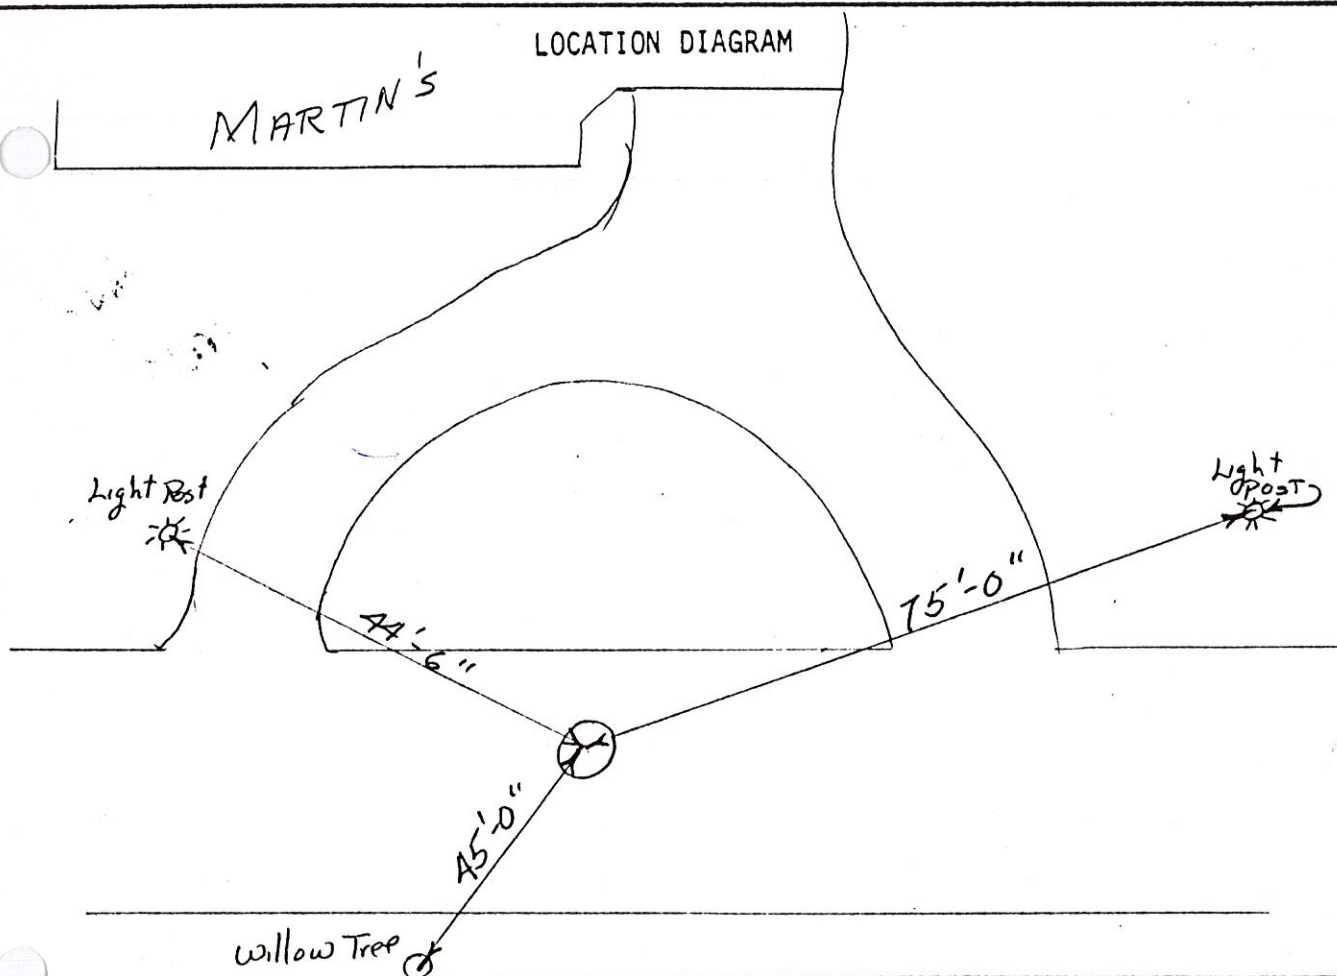 LOCATION DIAGRAM
MARTIN'S
Light Post
Light
POST
44'-6"
75'-0"
45'-0"
Willow Tree